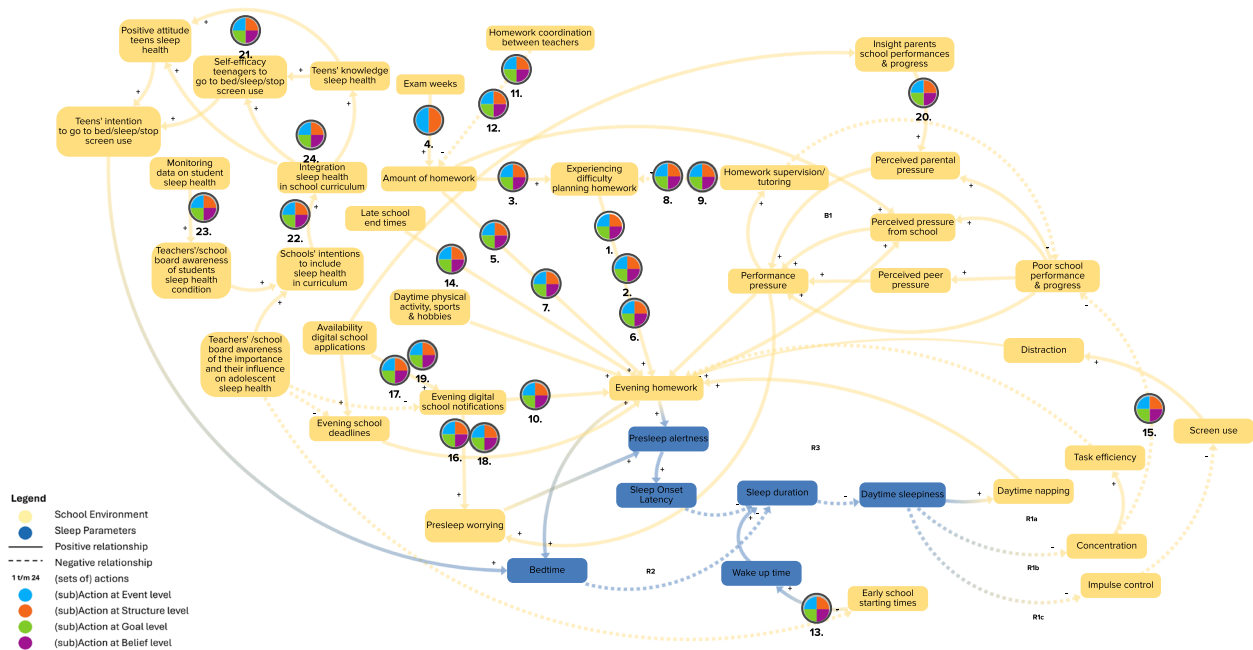 Positive attitude
teens sleep
health
+
21.
Self-efficacy
teenagers to
go to bed/sleep/stop
screen use
+
Teens' knowledge
sleep health
+
+
+
+
+
Teens' intention
to go to bed/sleep/stop
screen use
Exam weeks
4.
+
-
Homework coordination
between teachers
11.
12.
Insight parents
school performances
& progress
20.
+
Perceived parental
pressure
+
24.
Integration
sleep health
in school curriculum
+
Monitoring
data on student
sleep health
23.
+
22.
Amount of homework
3.
+
Experiencing
difficulty
planning homework
-
8.
9.
Homework supervision/
tutoring
+
B1
+
Perceived pressure
from school
+
-
Late school
end times
Teachers'/school
board awareness
of students
sleep health
condition
+
Schools' intentions
to include
sleep health
in curriculum
+
5.
14.
7.
1.
2.
6.
Performance
pressure
+
+
+
+
Perceived peer
pressure
+
Poor school
performance
& progress
-
Daytime physical
activity, sports
& hobbies
Availability
digital school
applications
Teachers' /school
board awareness
of the importance
and their influence
on adolescent
sleep health
19.
17.
+
-
-
+
Evening digital
school notifications
10.
+
+
+
+
+
Evening homework
-
+
+
+
+
Distraction
+
Evening school
deadlines
16.
18.
Presleep alertness
+
+
Sleep Onset
Latency
15.
Screen use
-
Task efficiency
+
R3
+
Presleep worrying
+
+
+
Bedtime
+
R2
Sleep duration
-
-
+
-
Daytime sleepiness
+
Daytime napping
R1a
-
Concentration
R1b
-
Impulse control
R1c
Wake up time
+
13.
-
Early school
starting times
Legend
School Environment
Sleep Parameters
Positive relationship
Negative relationship
1 t/m 24
(sets of) actions
(sub)Action at Event level
(sub)Action at Structure level
(sub)Action at Goal level
(sub)Action at Belief level